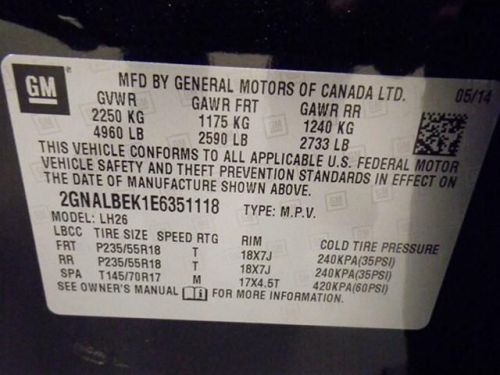 GM
MFD BY GENERAL MOTORS OF CANADA LTD.
05/14
GVWR GAWR FRT GAWR RR
2250 KG 1175 KG 1240 KG
4960 LB 2590 LB 2733 LB
THIS VEHICLE CONFORMS TO ALL APPLICABLE U.S. FEDERAL MOTOR
VEHICLE SAFETY AND THEFT PREVENTION STANDARDS IN EFFECT ON
THE DATE OF MANUFACTURE SHOWN ABOVE.
2GNALBEK1E6351118 TYPE: M.P.V.
MODEL: LH26
LBCC TIRE SIZE SPEED RTG RIM COLD TIRE PRESSURE
FRT P235/55R18 T 18X7J 240KPA(35PSI)
RR P235/55R18 T 18X7J 240KPA(35PSI)
SPA T145/70R17 M 17X4.5T 420KPA(60PSI)
SEE OWNER'S MANUAL FOR MORE INFORMATION.